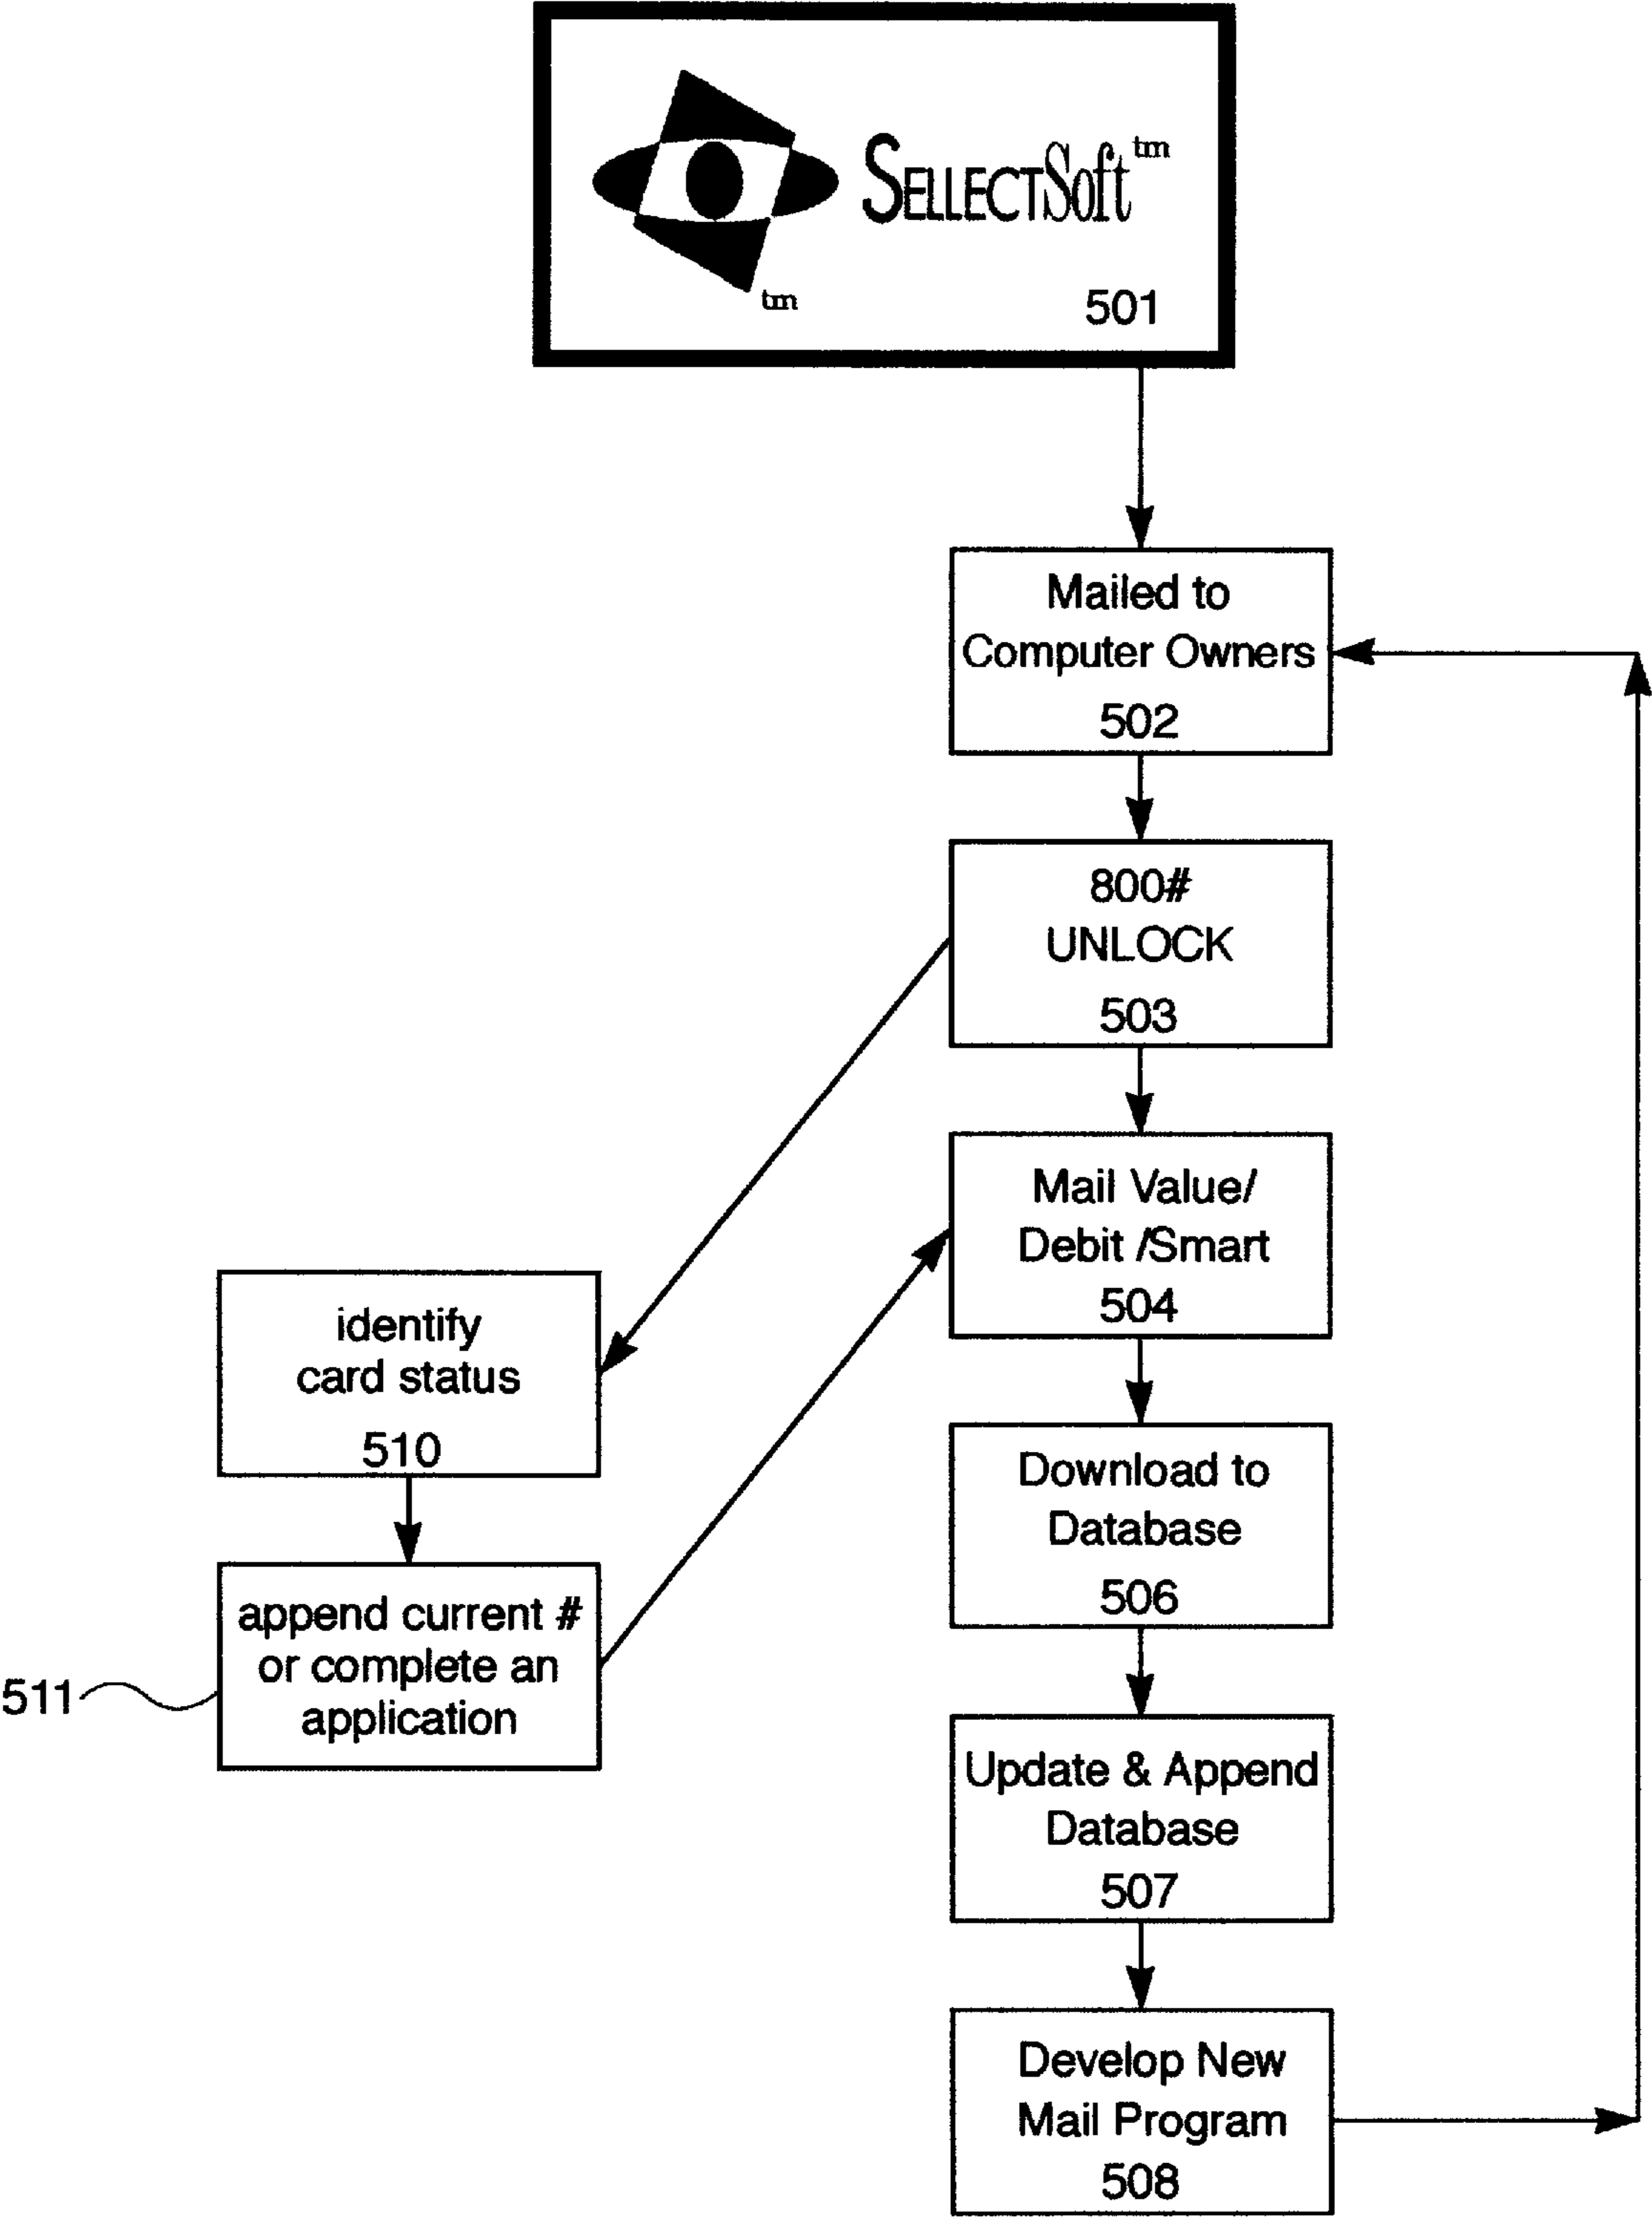 SELLECTSoft tm
tm
501
Mailed to
Computer Owners
502
800#
UNLOCK
503
Mail Value/
Debit /Smart
504
identify
card status
510
append current #
or complete an
application
511
Download to
Database
506
Update & Append
Database
507
Develop New
Mail Program
508